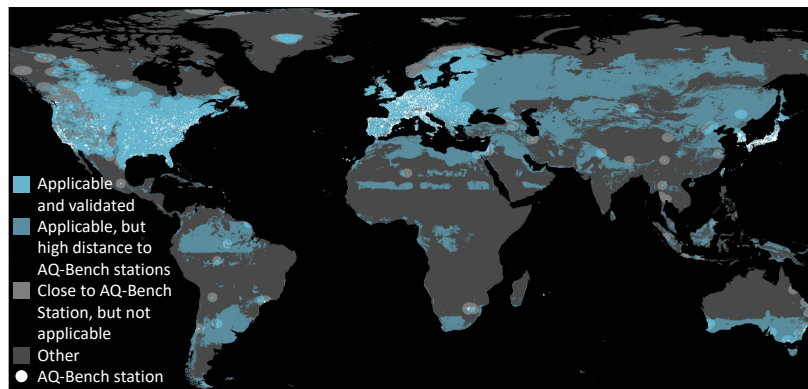 Applicable
and validated
Applicable, but
high distance to
AQ-Bench stations
Close to AQ-Bench
Station, but not
applicable
Other
AQ-Bench station